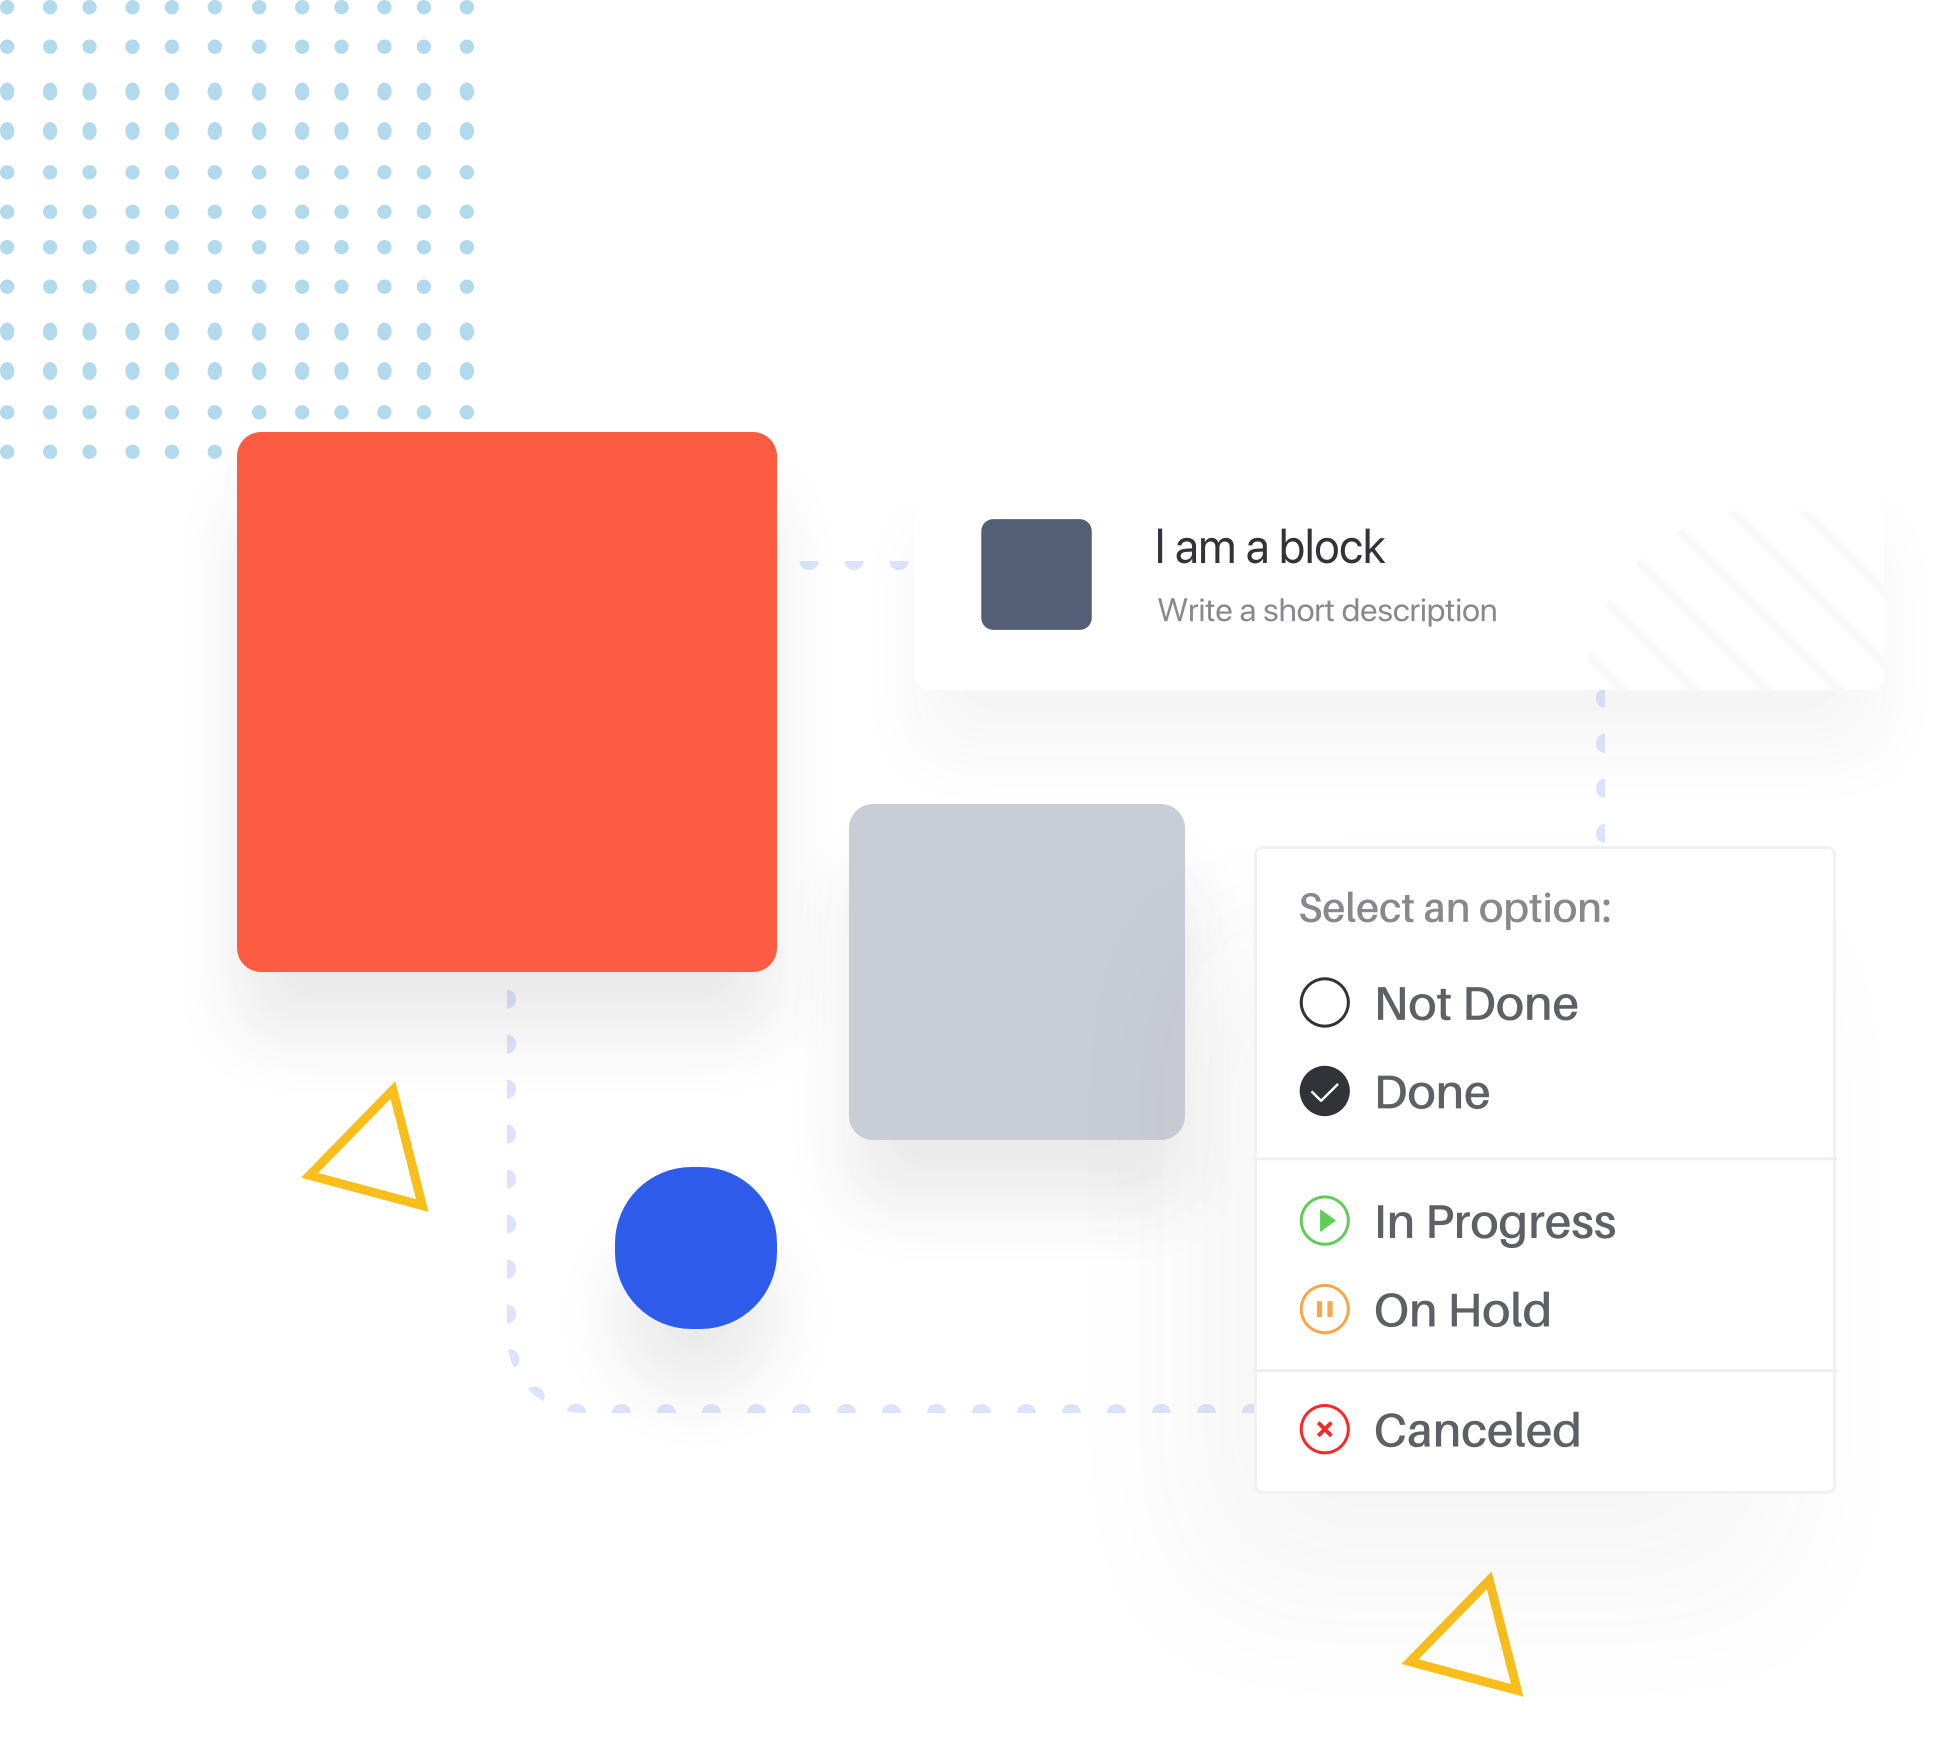 I am a block
Write a short description
Select an option:
Not Done
Done
In Progress
On Hold
Canceled